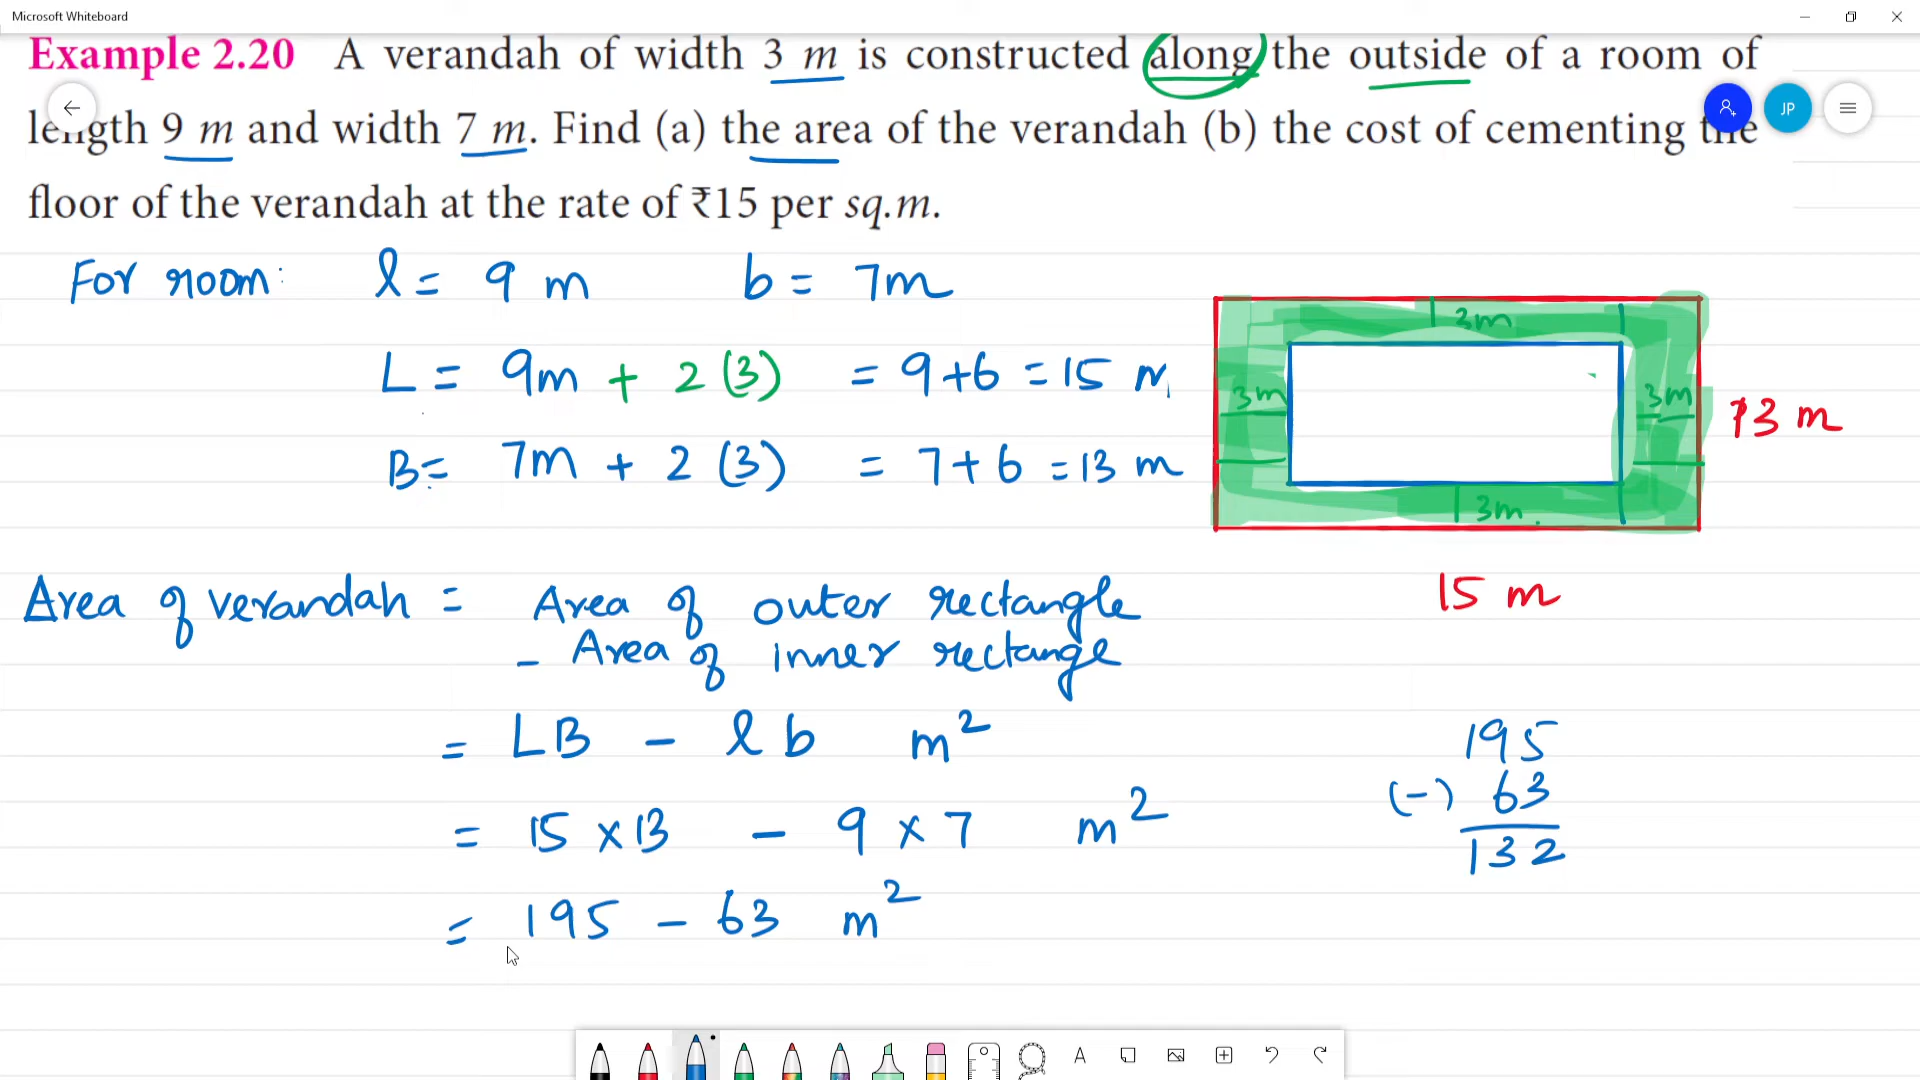 Microsoft Whiteboard
Example 2.20 A verandah of width 3 m is constructed along the outside of a room of
length 9 m and width 7 m. Find (a) the area of the verandah (b) the cost of cementing the
JP
floor of the verandah at the rate of ₹15 per sq.m.
For room: l = 9 m b = 7m
L = 9m + 2 (3) = 9+6 = 15 m
B = 7m + 2 (3) = 7+6 = 13 m
3m
3m 3m
13 m
3m
15 m
Area of verandah = Area of outer rectangle
- Area of inner rectange
= LB - lb m²
= 15 × 13 - 9 × 7 m²
= 195 - 63 m²
195
(-) 63
132
A